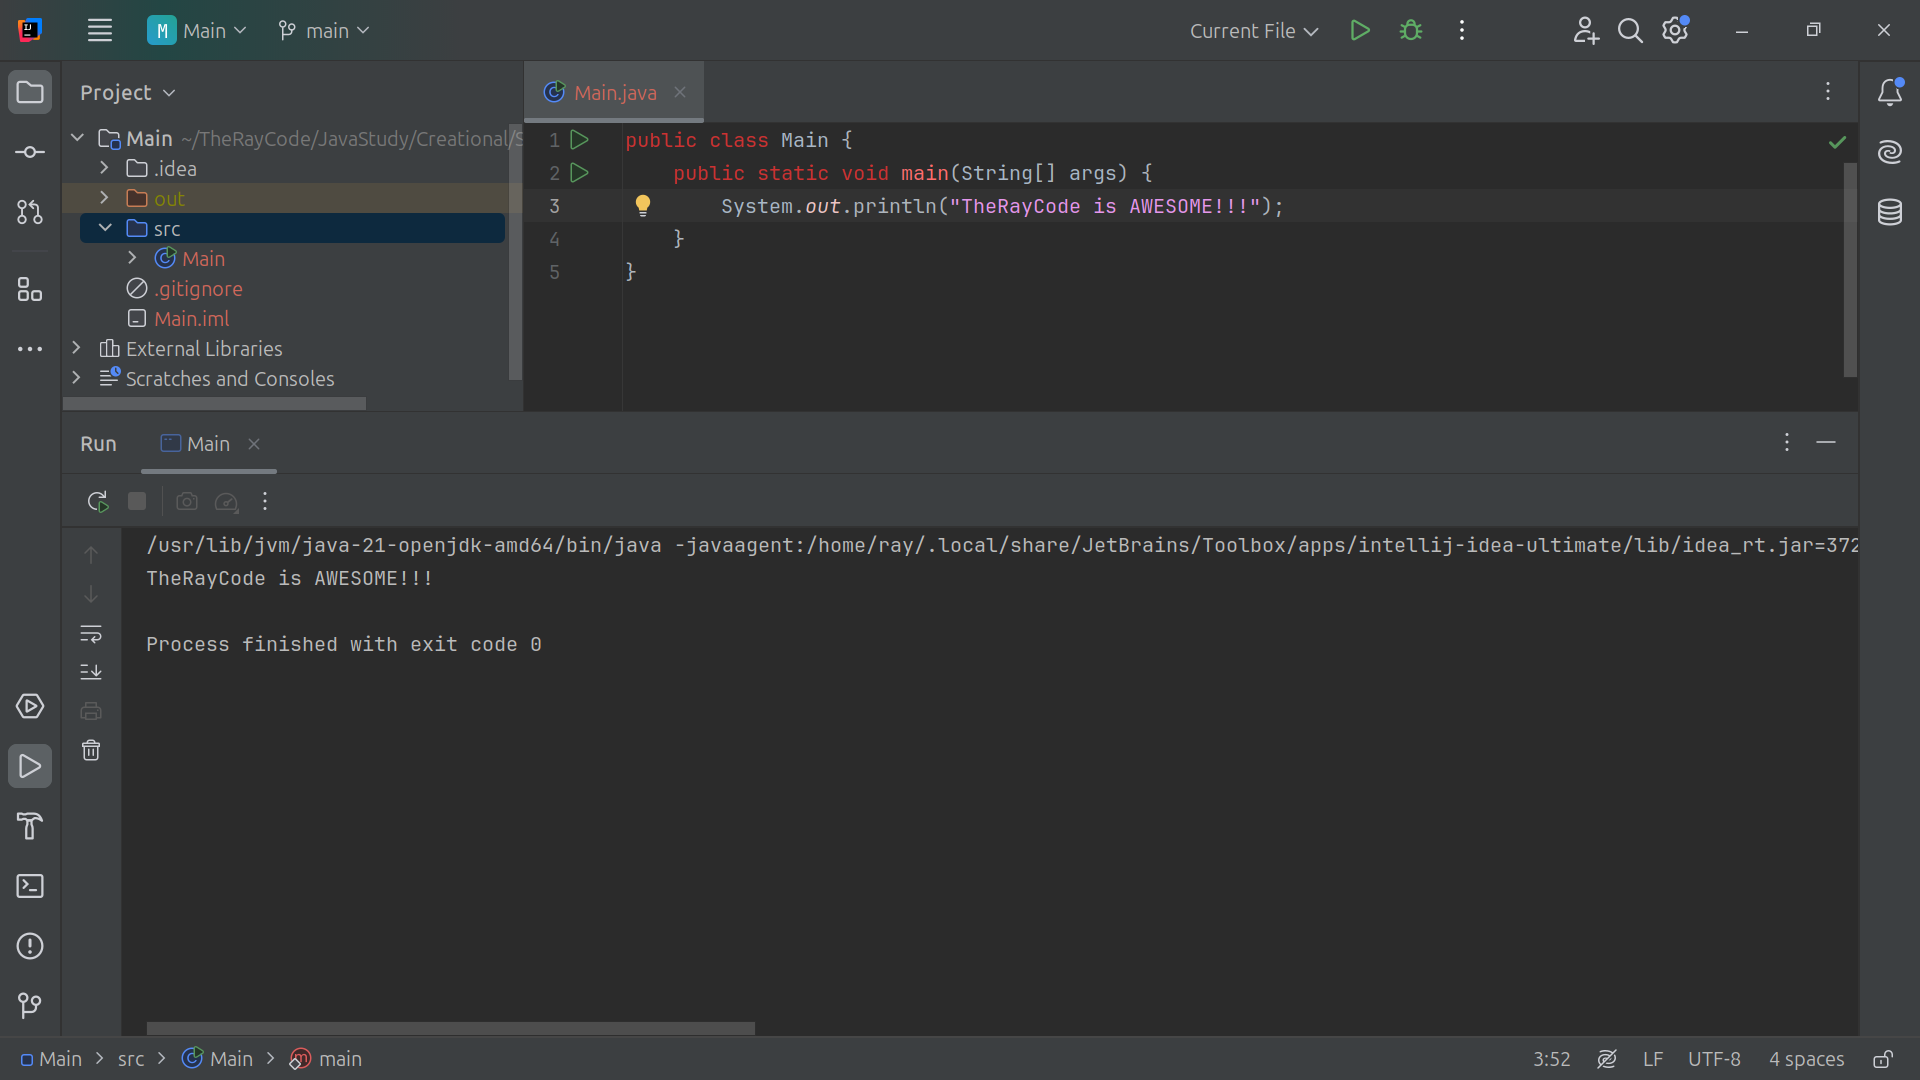 M Main main Current File
Project
Main.java
Main ~/TheRayCode/JavaStudy/Creational/S
.idea
out
src
Main
.gitignore
Main.iml
External Libraries
Scratches and Consoles
1 public class Main {
2 public static void main(String[] args) {
3 System.out.println("TheRayCode is AWESOME!!!");
4 }
5 }
Run Main
/usr/lib/jvm/java-21-openjdk-amd64/bin/java -javaagent:/home/ray/.local/share/JetBrains/Toolbox/apps/intellij-idea-ultimate/lib/idea_rt.jar=372
TheRayCode is AWESOME!!!
Process finished with exit code 0
Main > src > Main > main 3:52 LF UTF-8 4 spaces